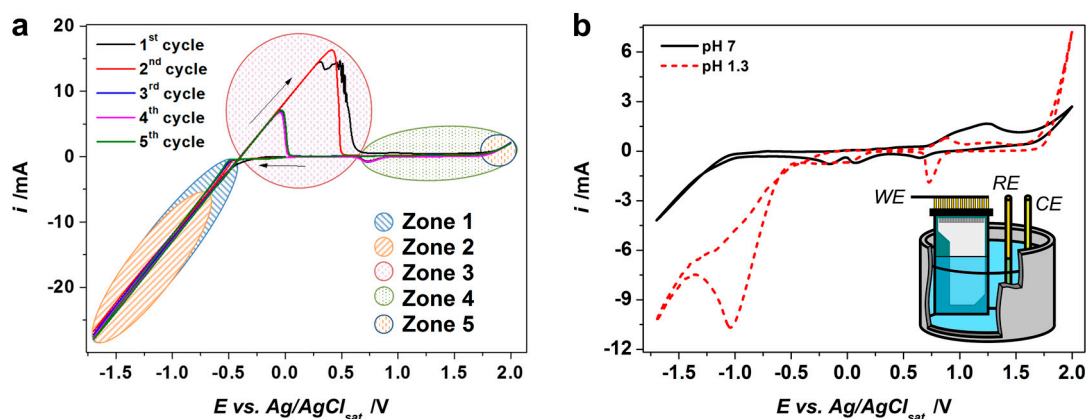 a
1st cycle
2nd cycle
3rd cycle
4th cycle
5th cycle
Zone 1
Zone 2
Zone 3
Zone 4
Zone 5
20
10
0
-10
-20
i /mA
-1.5 -1.0 -0.5 0.0 0.5 1.0 1.5 2.0
E vs. Ag/AgClsat /V
b
pH 7
pH 1.3
WE
RE
CE
6
3
0
-3
-6
-9
-12
i /mA
-1.5 -1.0 -0.5 0.0 0.5 1.0 1.5 2.0
E vs. Ag/AgClsat /V